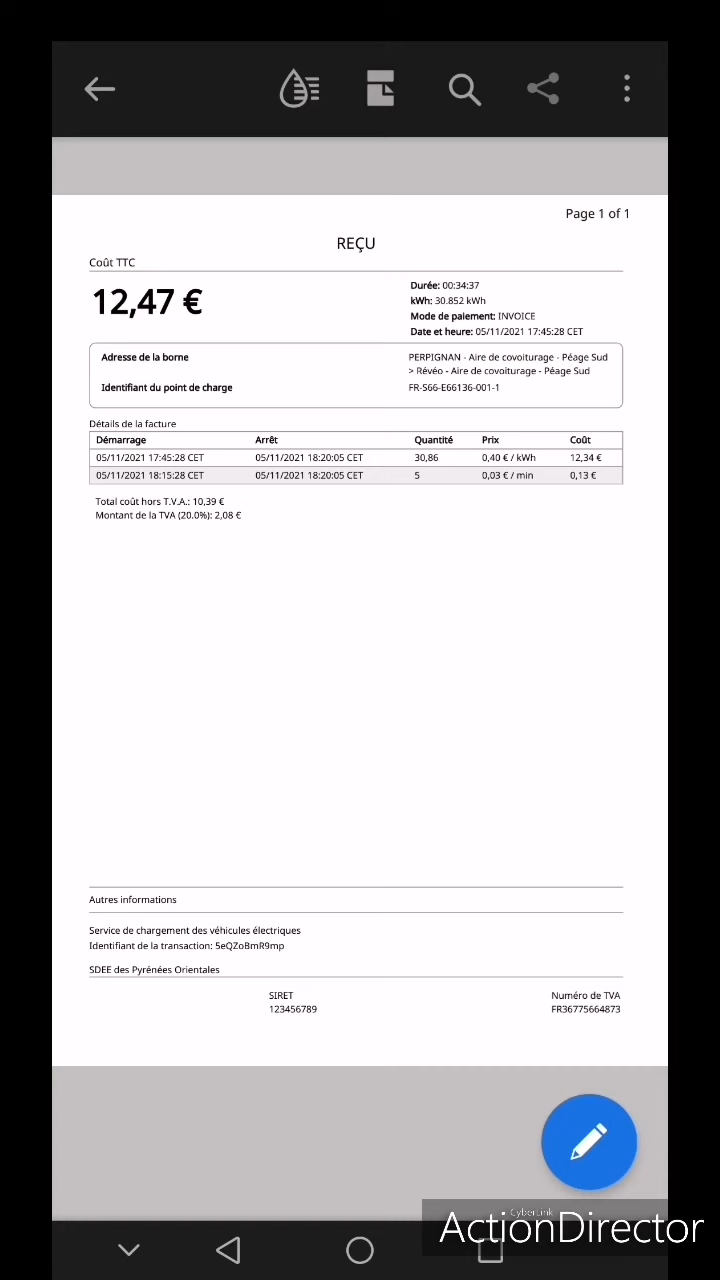 Page 1 of 1
REÇU
Coût TTC
12,47 €
Durée: 00:34:37
kWh: 30.852 kWh
Mode de paiement: INVOICE
Date et heure: 05/11/2021 17:45:28 CET
Adresse de la borne PERPIGNAN - Aire de covoiturage - Péage Sud
> Révéo - Aire de covoiturage - Péage Sud
Identifiant du point de charge FR-S66-E66136-001-1
Détails de la facture
Démarrage Arrêt Quantité Prix Coût
05/11/2021 17:45:28 CET 05/11/2021 18:20:05 CET 30,86 0,40 € / kWh 12,34 €
05/11/2021 18:15:28 CET 05/11/2021 18:20:05 CET 5 0,03 € / min 0,13 €
Total coût hors T.V.A.: 10,39 €
Montant de la TVA (20.0%): 2,08 €
Autres informations
Service de chargement des véhicules électriques
Identifiant de la transaction: 5eQZoBmR9mp
SDEE des Pyrénées Orientales
SIRET Numéro de TVA
123456789 FR36775664873
CyberLink
ActionDirector